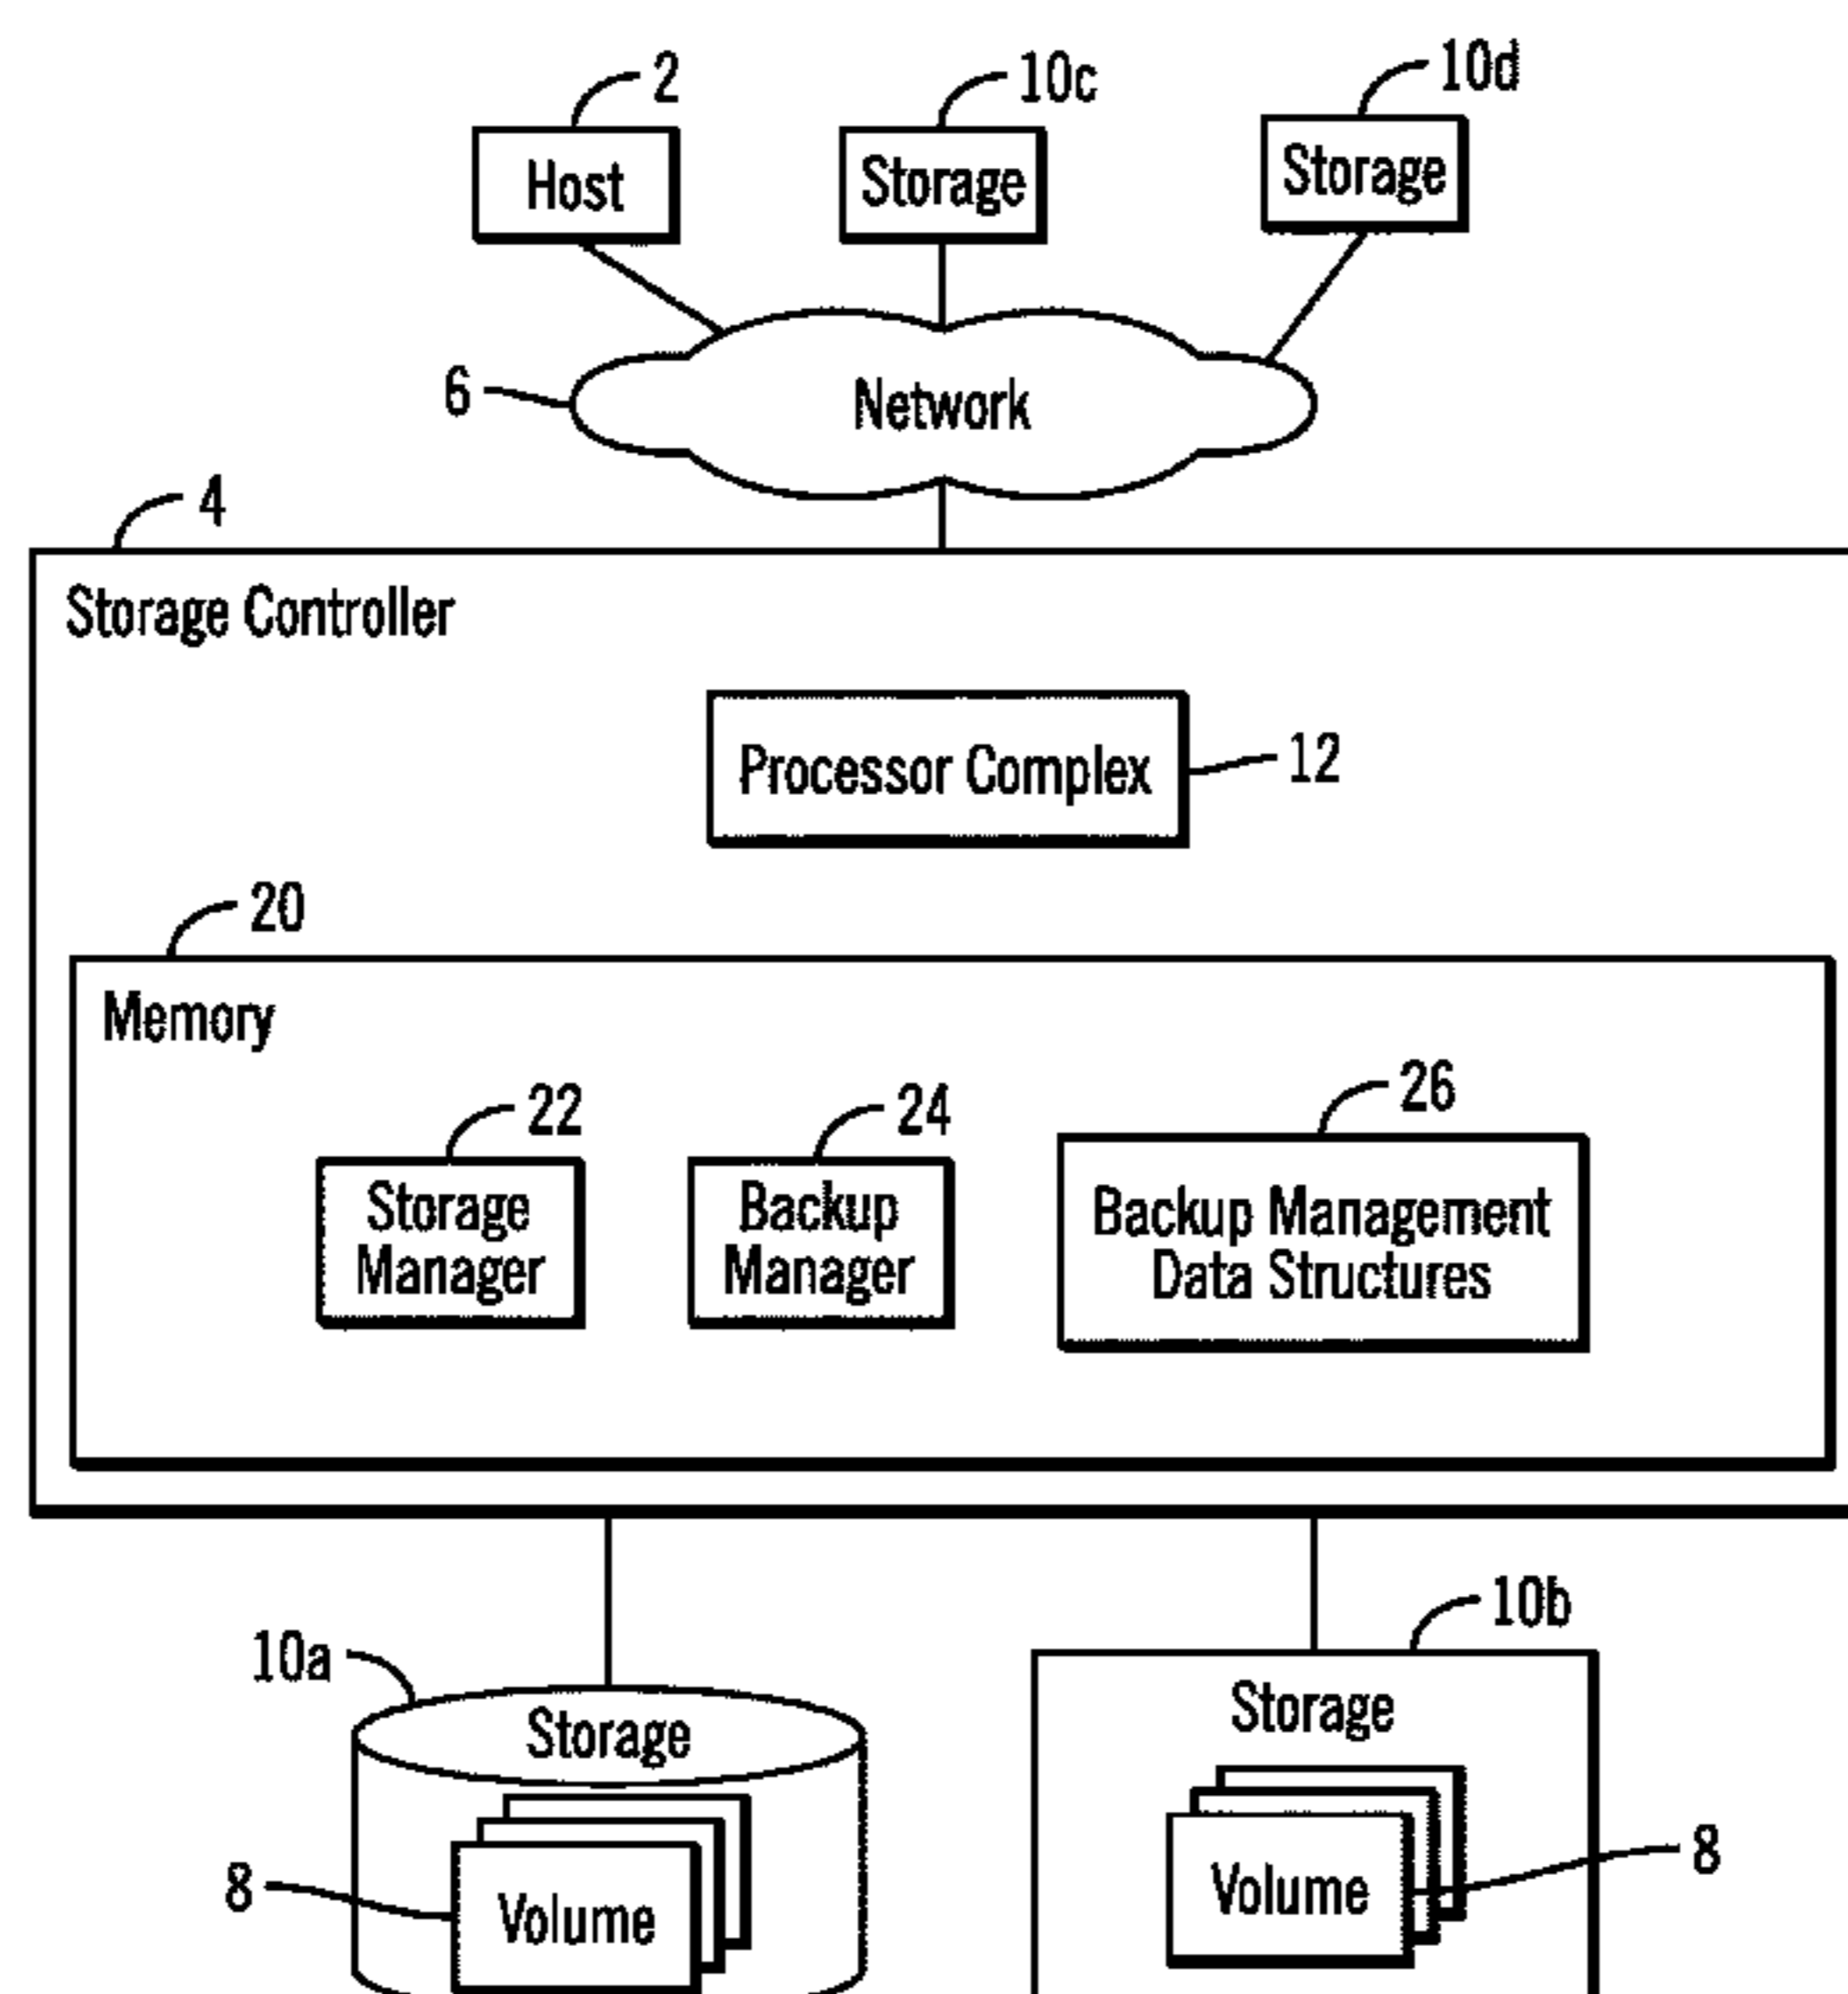 2
10c
10d
Host
Storage
Storage
6
Network
4
Storage Controller
Processor Complex
12
20
Memory
22
24
26
Storage
Manager
Backup
Manager
Backup Management
Data Structures
10a
10b
Storage
Storage
8
Volume
Volume
8